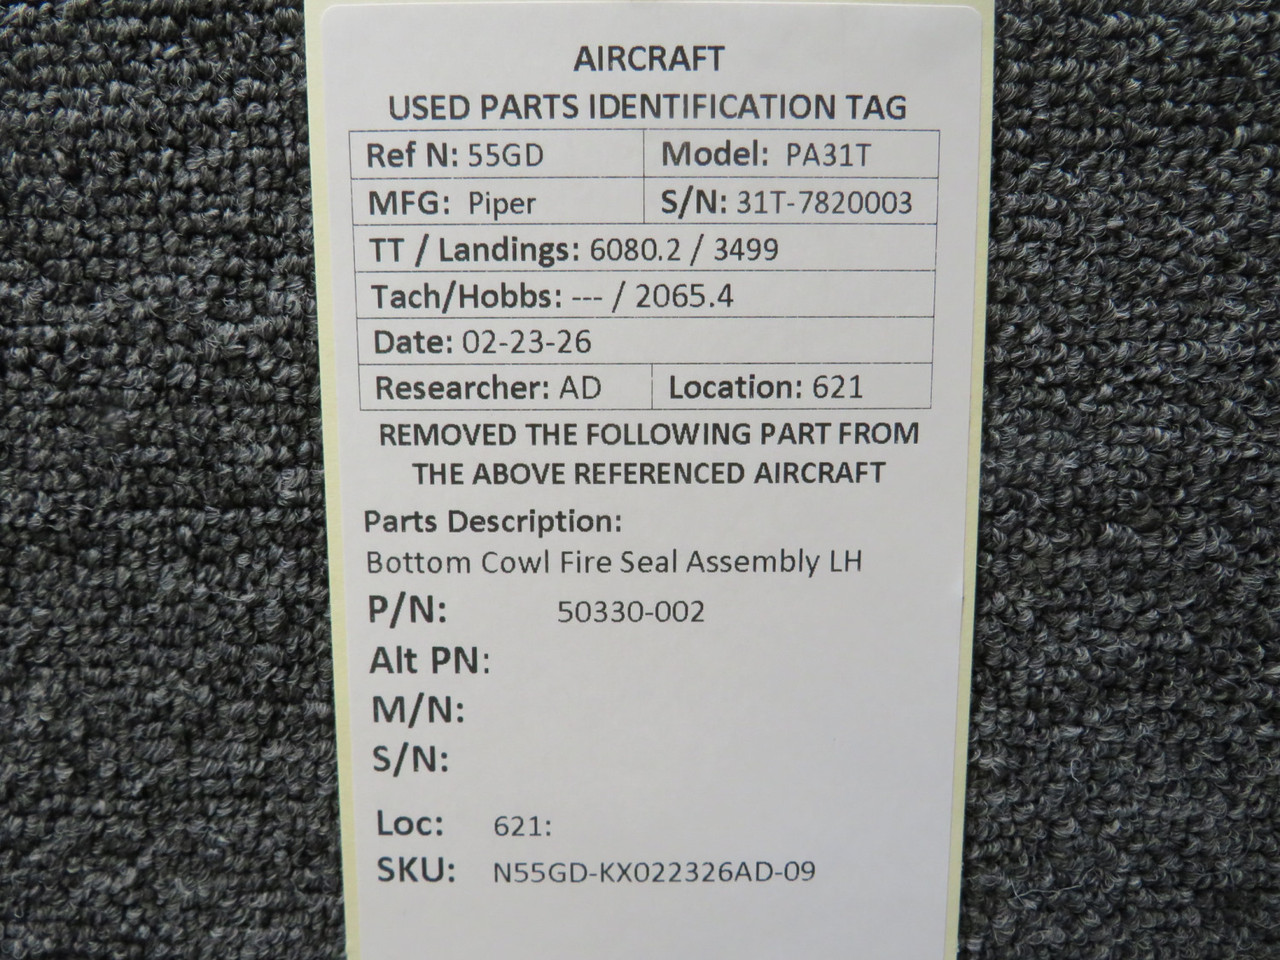 AIRCRAFT
USED PARTS IDENTIFICATION TAG
Ref N: 55GD Model: PA31T
MFG: Piper S/N: 31T-7820003
TT / Landings: 6080.2 / 3499
Tach/Hobbs: --- / 2065.4
Date: 02-23-26
Researcher: AD Location: 621
REMOVED THE FOLLOWING PART FROM
THE ABOVE REFERENCED AIRCRAFT
Parts Description:
Bottom Cowl Fire Seal Assembly LH
P/N: 50330-002
Alt PN:
M/N:
S/N:
Loc: 621:
SKU: N55GD-KX022326AD-09